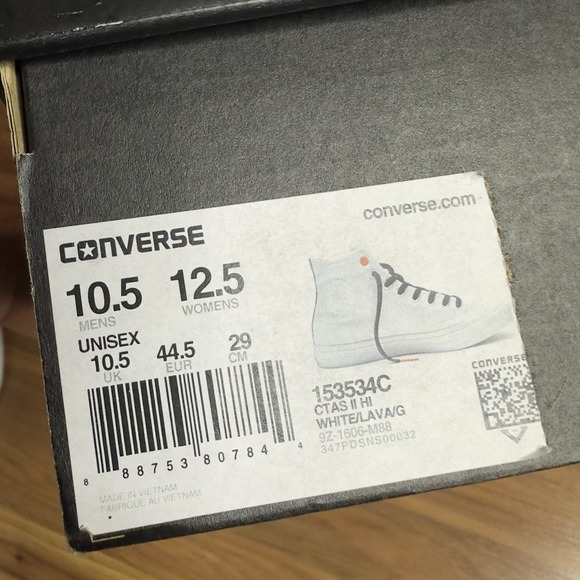 converse.com
CONVERSE
10.5 12.5
MENS WOMENS
UNISEX
10.5 44.5 29
UK EUR CM
153534C
CTAS II HI
WHITE/LAVA/G
9Z-1606-M88
347PDSNS00032
CONVERSE
8 88753 80784 4
MADE IN VIETNAM
FABRIQUE AU VIETNAM